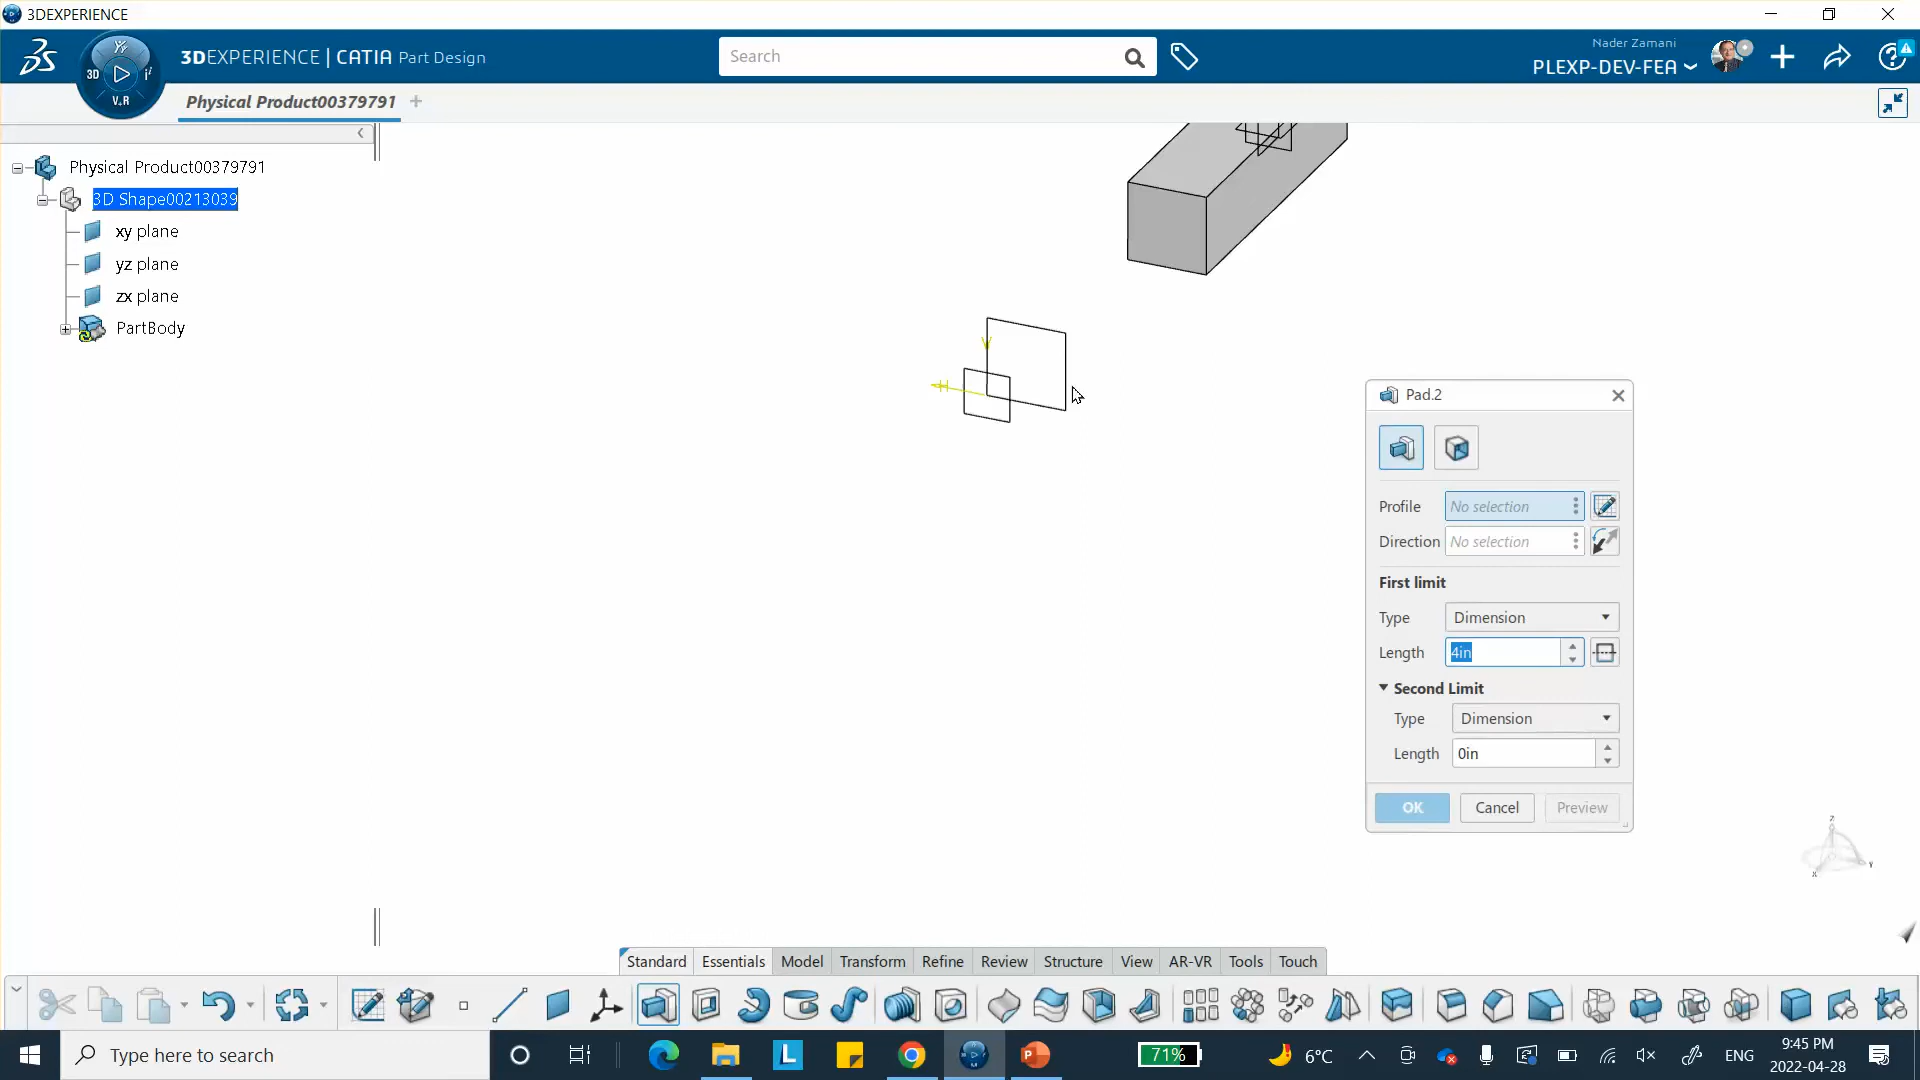 3DEXPERIENCE
3D
V.R
3DEXPERIENCE | CATIA Part Design
Search
Nader Zamani
PLEXP-DEV-FEA
Physical Product00379791
Physical Product00379791
3D Shape00213039
xy plane
yz plane
zx plane
PartBody
V
H
Pad.2
Profile No selection
Direction No selection
First limit
Type Dimension
Length 4in
Second Limit
Type Dimension
Length 0in
OK Cancel Preview
z
y
x
Standard Essentials Model Transform Refine Review Structure View AR-VR Tools Touch
Type here to search
L
71%
6°C
ENG
9:45 PM
2022-04-28